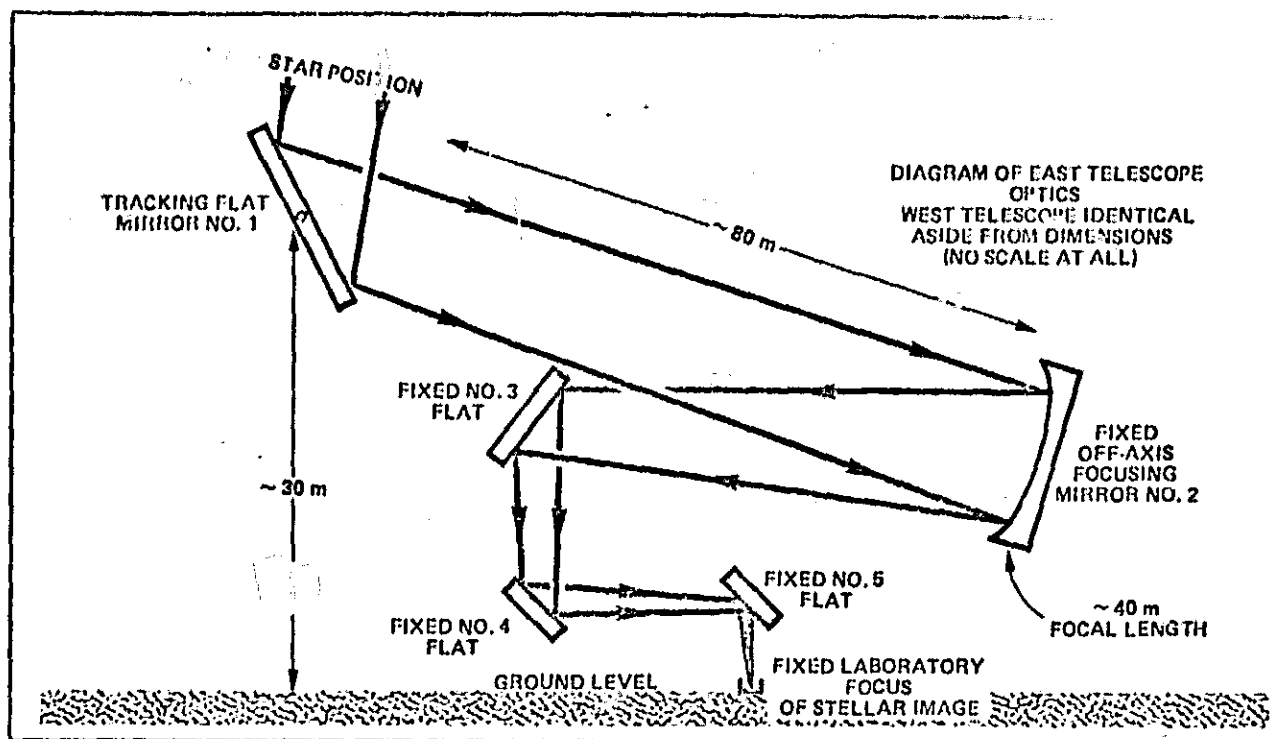 STAR POSITION
TRACKING FLAT
MIRROR NO. 1
~ 80 m
DIAGRAM OF EAST TELESCOPE
OPTICS
WEST TELESCOPE IDENTICAL
ASIDE FROM DIMENSIONS
(NO SCALE AT ALL)
FIXED NO. 3
FLAT
FIXED
OFF-AXIS
FOCUSING
MIRROR NO. 2
~ 30 m
FIXED NO. 5
FLAT
FIXED NO. 4
FLAT
~ 40 m
FOCAL LENGTH
GROUND LEVEL
FIXED LABORATORY
FOCUS
OF STELLAR IMAGE